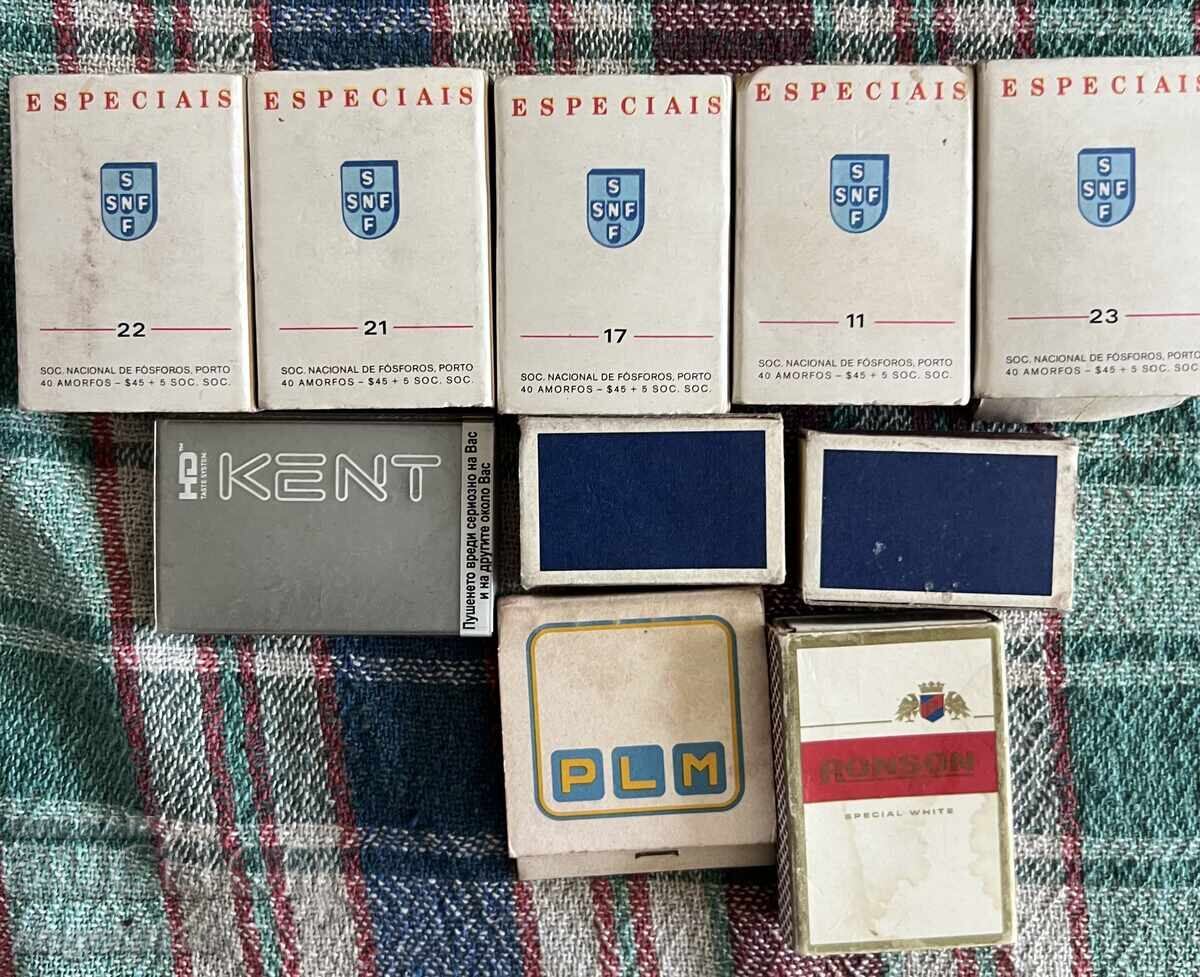 ESPECIAIS
S
SNF
F
22
SOC. NACIONAL DE FÓSFOROS, PORTO
40 AMORFOS – $45 + 5 SOC. SOC.
ESPECIAIS
S
SNF
F
21
SOC. NACIONAL DE FÓSFOROS, PORTO
40 AMORFOS – $45 + 5 SOC. SOC.
ESPECIAIS
S
SNF
F
17
SOC. NACIONAL DE FÓSFOROS, PORTO
40 AMORFOS – $45 + 5 SOC. SOC.
ESPECIAIS
S
SNF
F
11
SOC. NACIONAL DE FÓSFOROS, PORTO
40 AMORFOS – $45 + 5 SOC. SOC.
ESPECIAIS
S
SNF
F
23
SOC. NACIONAL DE FÓSFOROS, PORTO
40 AMORFOS – $45 + 5 SOC. SOC.
HD™
TASTE SYSTEM
KENT
Пушенето вреди сериозно на Вас
и на другите около Вас
PLM
RONSON
SPECIAL WHITE